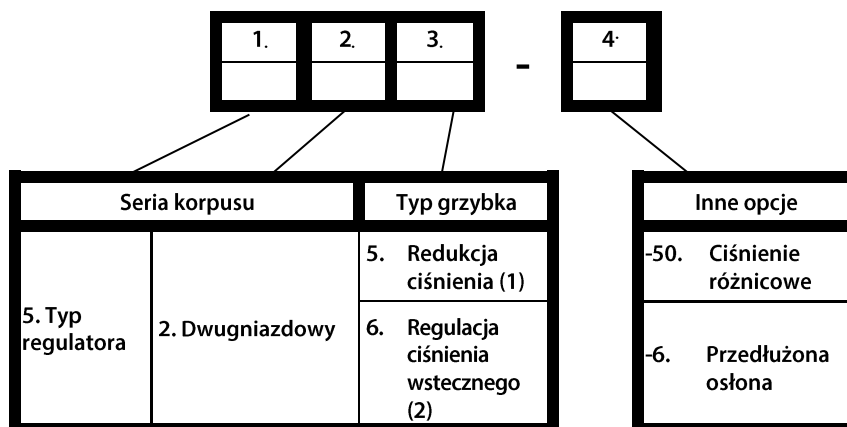 1. 2. 3. - 4.
Seria korpusu Typ grzybka Inne opcje
5. Typ
regulatora
2. Dwugniazdowy
5. Redukcja
ciśnienia (1)
6. Regulacja
ciśnienia
wstecznego
(2)
-50. Ciśnienie
różnicowe
-6. Przedłużona
osłona